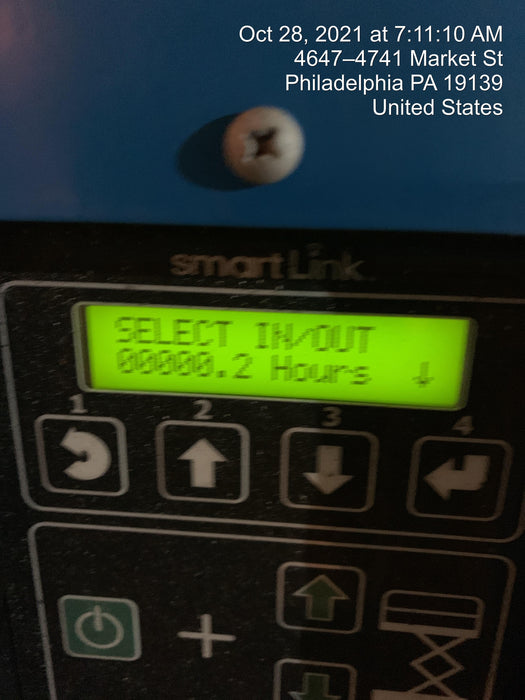 Oct 28, 2021 at 7:11:10 AM
4647–4741 Market St
Philadelphia PA 19139
United States
smartLink
SELECT IN/OUT
00000.2 Hours ↓
1 2 3 4